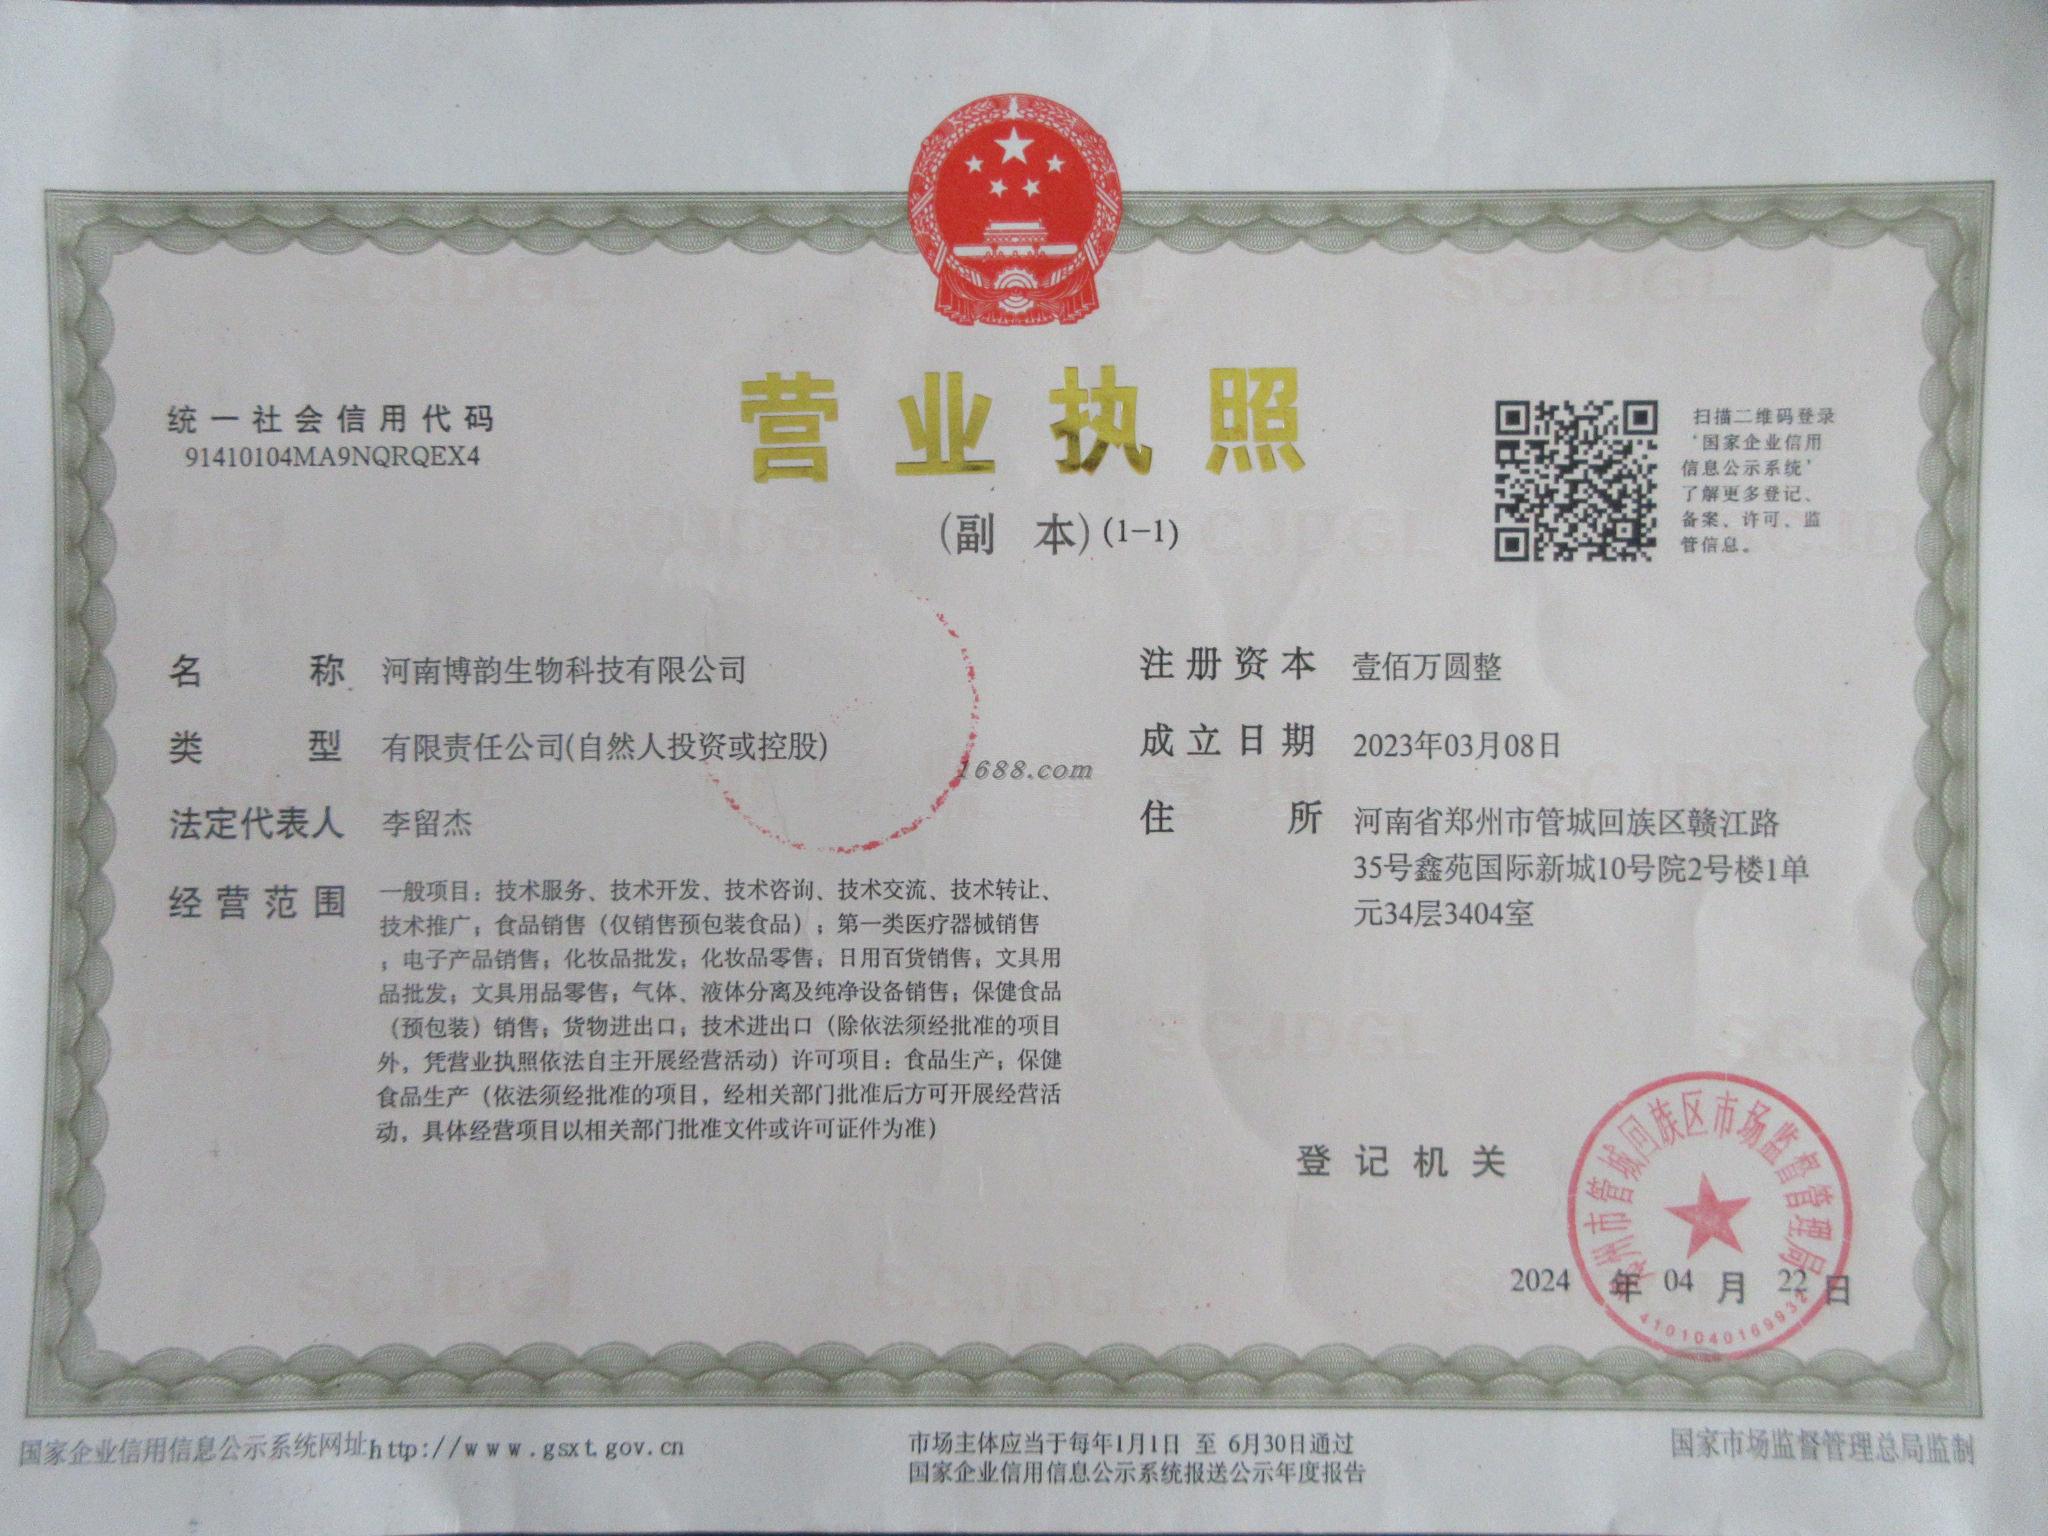 营业执照
(副 本)(1-1)
统一社会信用代码
91410104MA9NQRQEX4
扫描二维码登录
‘国家企业信用
信息公示系统’
了解更多登记、
备案、许可、监
管信息。
名 称 河南博韵生物科技有限公司
类 型 有限责任公司(自然人投资或控股)
法定代表人 李留杰
经营范围 一般项目：技术服务、技术开发、技术咨询、技术交流、技术转让、
技术推广；食品销售（仅销售预包装食品）；第一类医疗器械销售
；电子产品销售；化妆品批发；化妆品零售；日用百货销售；文具用
品批发；文具用品零售；气体、液体分离及纯净设备销售；保健食品
（预包装）销售；货物进出口；技术进出口（除依法须经批准的项目
外，凭营业执照依法自主开展经营活动）许可项目：食品生产；保健
食品生产（依法须经批准的项目，经相关部门批准后方可开展经营活
动，具体经营项目以相关部门批准文件或许可证件为准）
注册资本 壹佰万圆整
成立日期 2023年03月08日
住 所 河南省郑州市管城回族区赣江路
35号鑫苑国际新城10号院2号楼1单
元34层3404室
1688.com
登记机关
郑州市管城回族区市场监督管理局
4101040169932
2024 年 04 月 22 日
国家企业信用信息公示系统网址http://www.gsxt.gov.cn
市场主体应当于每年1月1日 至 6月30日通过
国家企业信用信息公示系统报送公示年度报告
国家市场监督管理总局监制